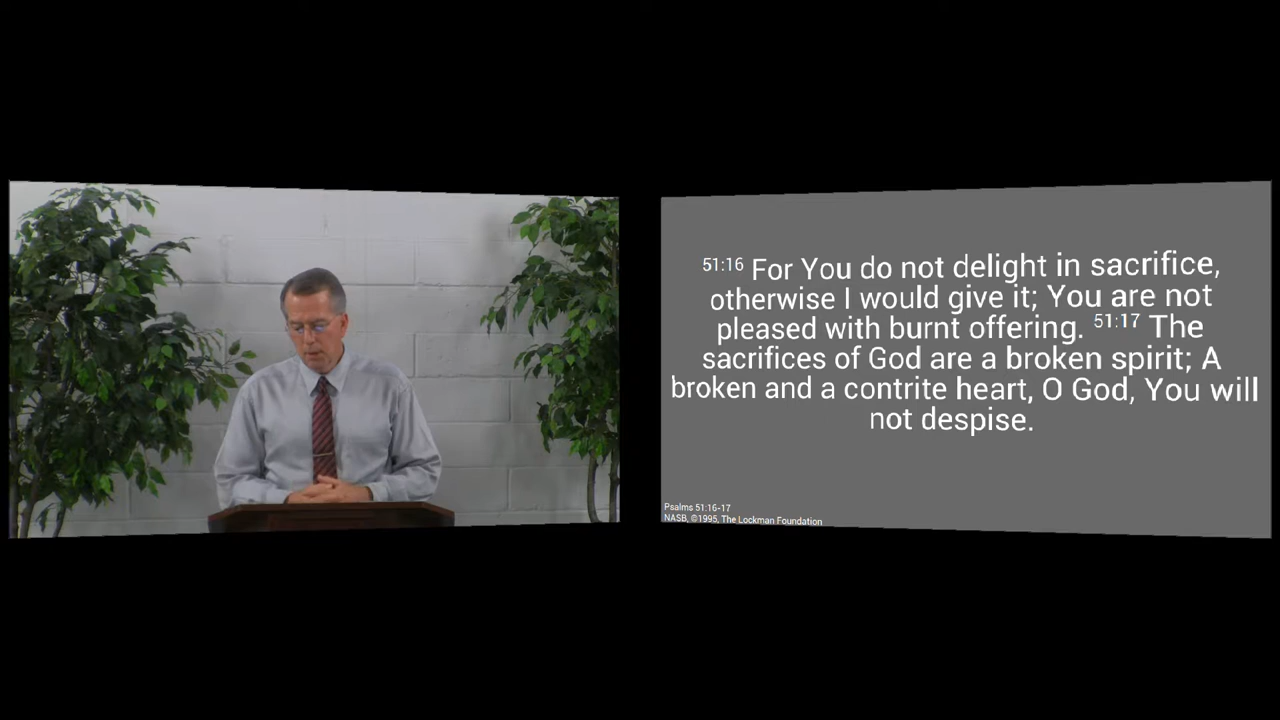 51:16 For You do not delight in sacrifice,
otherwise I would give it; You are not
pleased with burnt offering. 51:17 The
sacrifices of God are a broken spirit; A
broken and a contrite heart, O God, You will
not despise.
Psalms 51:16-17
NASB, ©1995, The Lockman Foundation